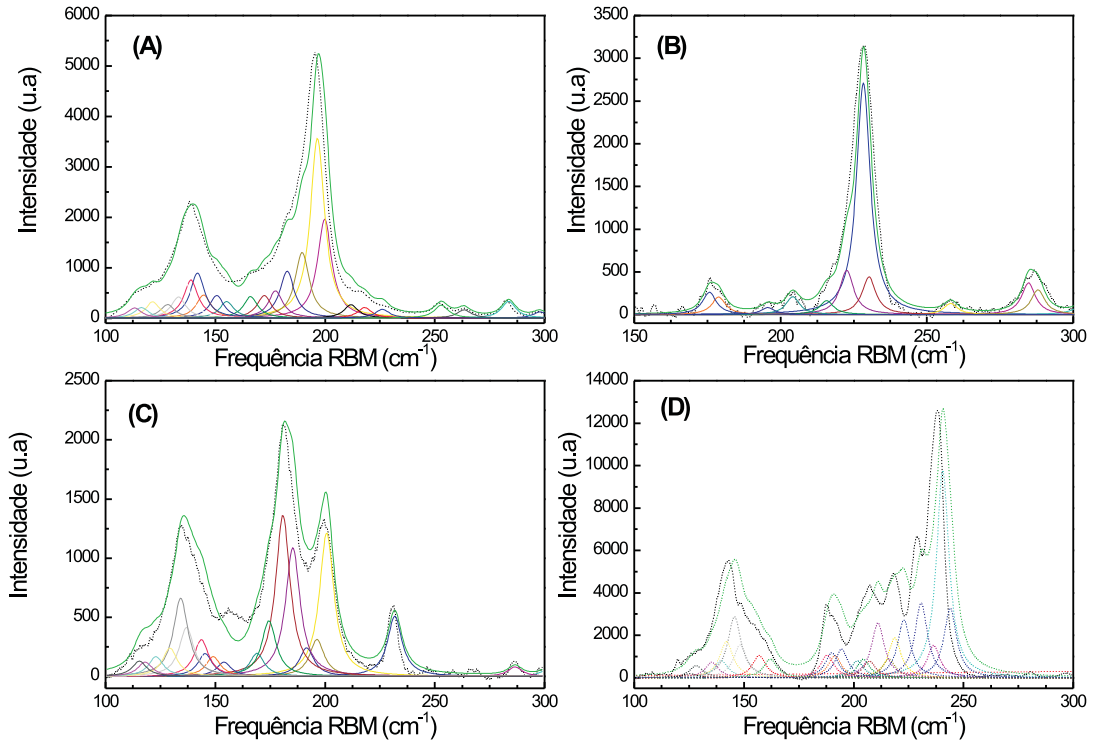 (A)
Intensidade (u.a)
6000
5000
4000
3000
2000
1000
0
100 150 200 250 300
Frequência RBM (cm-1)
(B)
Intensidade (u.a)
3500
3000
2500
2000
1500
1000
500
0
150 200 250 300
Frequência RBM (cm-1)
(C)
Intensidade (u.a)
2500
2000
1500
1000
500
0
100 150 200 250 300
Frequência RBM (cm-1)
(D)
Intensidade (u.a)
14000
12000
10000
8000
6000
4000
2000
0
100 150 200 250 300
Frequência RBM (cm-1)